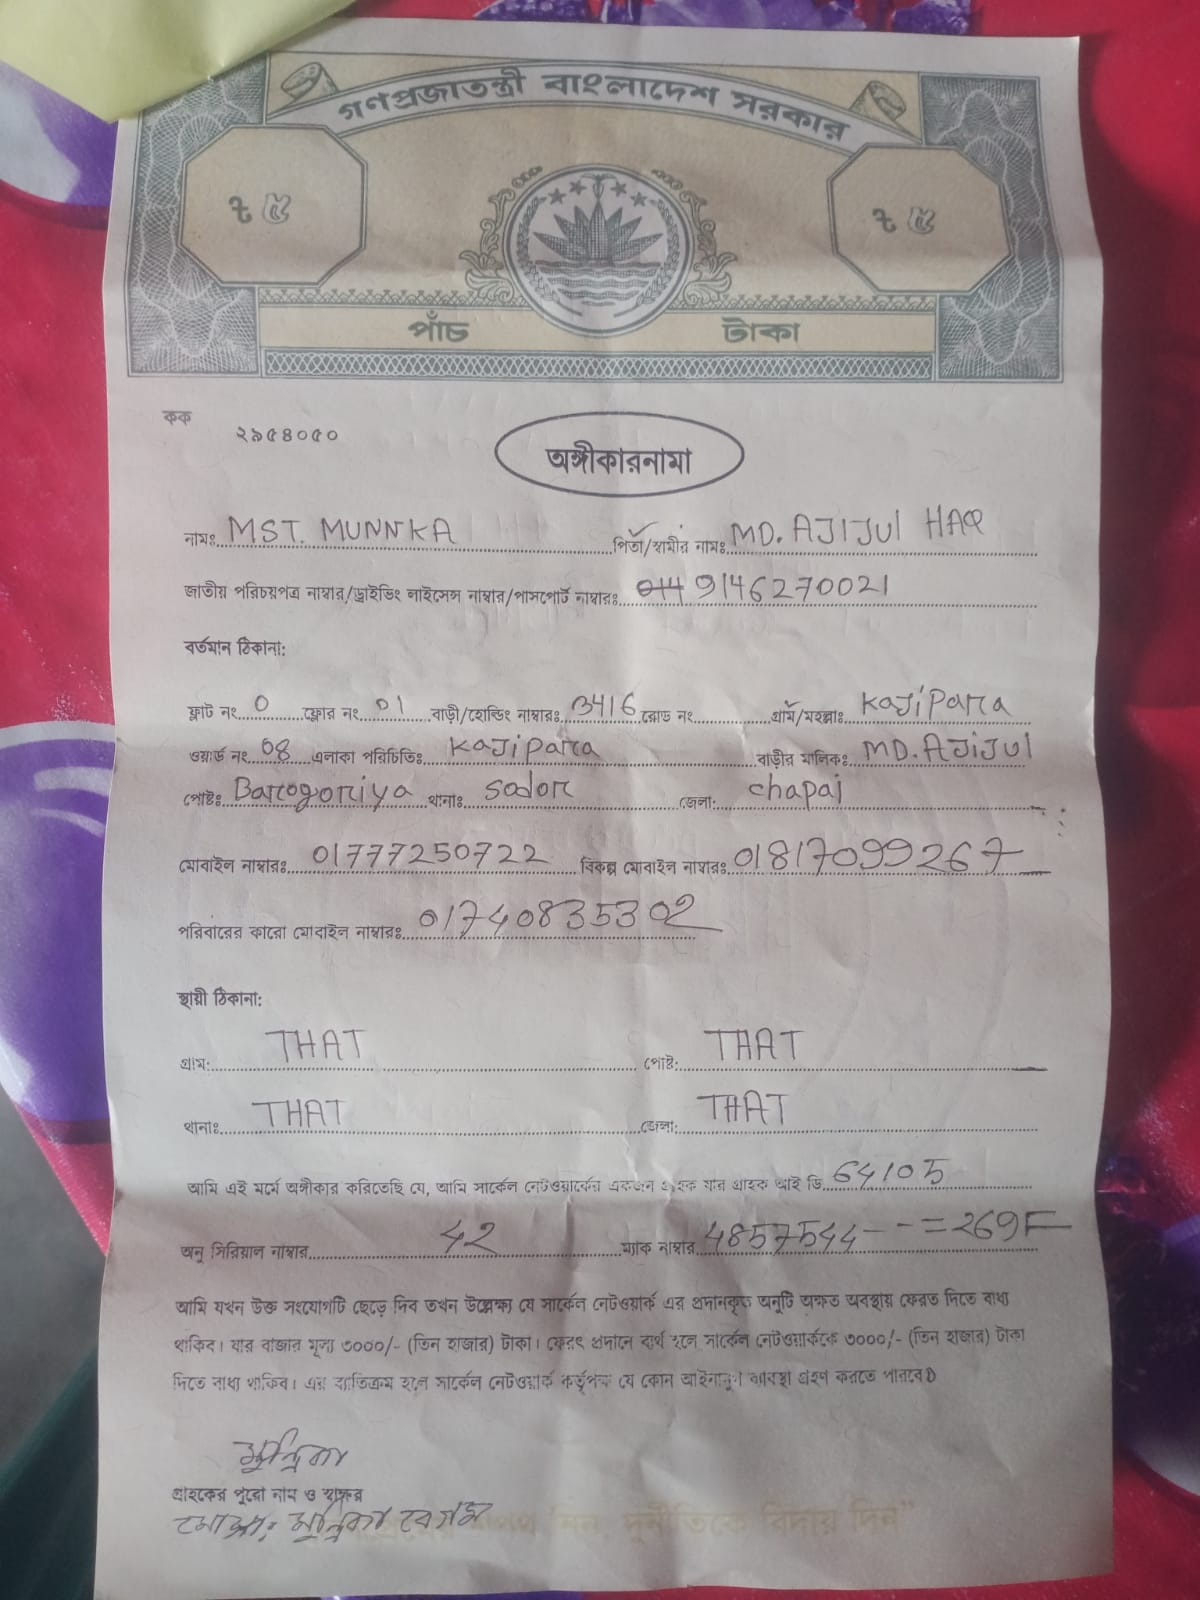 গণপ্রজাতন্ত্রী বাংলাদেশ সরকার
৳ ৫ ৳ ৫
পাঁচ টাকা
কক
২৯৫৪০৫০
অঙ্গীকারনামা
নামঃ MST. MUNNKA পিতা/স্বামীর নামঃ MD. AJIJUl HAQ
জাতীয় পরিচয়পত্র নাম্বার/ড্রাইভিং লাইসেন্স নাম্বার/পাসপোর্ট নাম্বারঃ 9146270021
বর্তমান ঠিকানা:
ফ্লাট নং 0 ফ্লোর নং 01 বাড়ী/হোল্ডিং নাম্বারঃ 3416 রোড নং গ্রাম/মহল্লাঃ KaJiPara
ওয়ার্ড নং 08 এলাকা পরিচিতিঃ KaJiPara বাড়ীর মালিকঃ MD. AJiJUl
পোষ্টঃ Barogoriya থানাঃ Sodor জেলা: Chapai
মোবাইল নাম্বারঃ 01777250722 বিকল্প মোবাইল নাম্বারঃ 01817099267
পরিবারের কারো মোবাইল নাম্বারঃ 01740835302
স্থায়ী ঠিকানা:
গ্রাম: THAT পোষ্ট: THAT
থানাঃ THAT জেলা: THAT
আমি এই মর্মে অঙ্গীকার করিতেছি যে, আমি সার্কেল নেটওয়ার্কের একজন গ্রাহক যার গ্রাহক আই ডি 64105
অনু সিরিয়াল নাম্বার 42 ম্যাক নাম্বার 4857544---=269F
আমি যখন উক্ত সংযোগটি ছেড়ে দিব তখন উল্লেক্ষ্য যে সার্কেল নেটওয়ার্ক এর প্রদানকৃত অনুটি অক্ষত অবস্থায় ফেরত দিতে বাধ্য
থাকিব। যার বাজার মূল্য ৩০০০/- (তিন হাজার) টাকা। ফেরৎ প্রদানে ব্যর্থ হলে সার্কেল নেটওয়ার্ককে ৩০০০/- (তিন হাজার) টাকা
দিতে বাধ্য থাকিব। এর ব্যতিক্রম হলে সার্কেল নেটওয়ার্ক কর্তৃপক্ষ যে কোন আইনানুগ ব্যবস্থা গ্রহণ করতে পারবে।
মুন্নিকা
গ্রাহকের পুরো নাম ও স্বাক্ষর
মোসাঃ মুন্নিকা বেগম
নিন, দুর্নীতিকে বিদায় দিন"